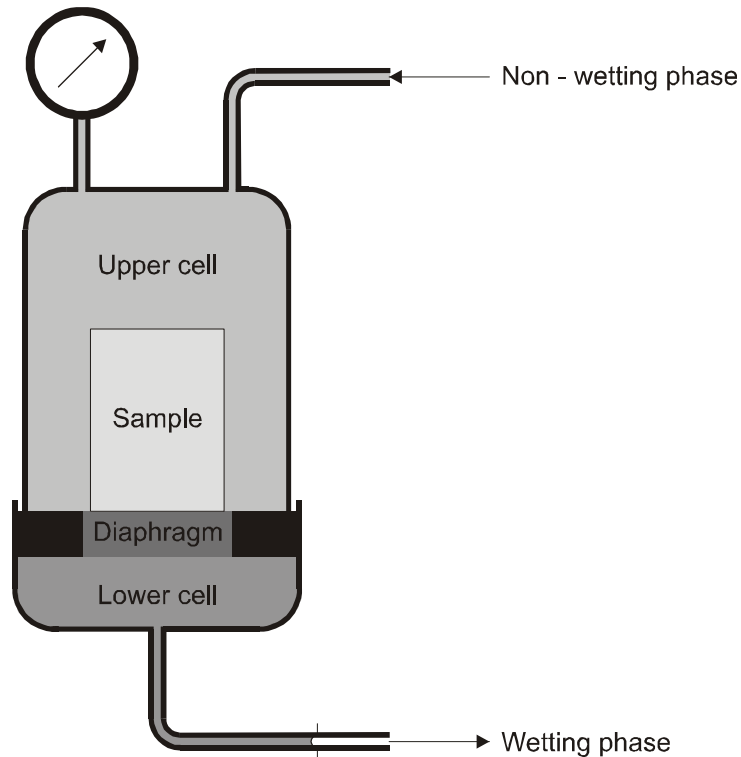 Non - wetting phase
Upper cell
Sample
Diaphragm
Lower cell
Wetting phase